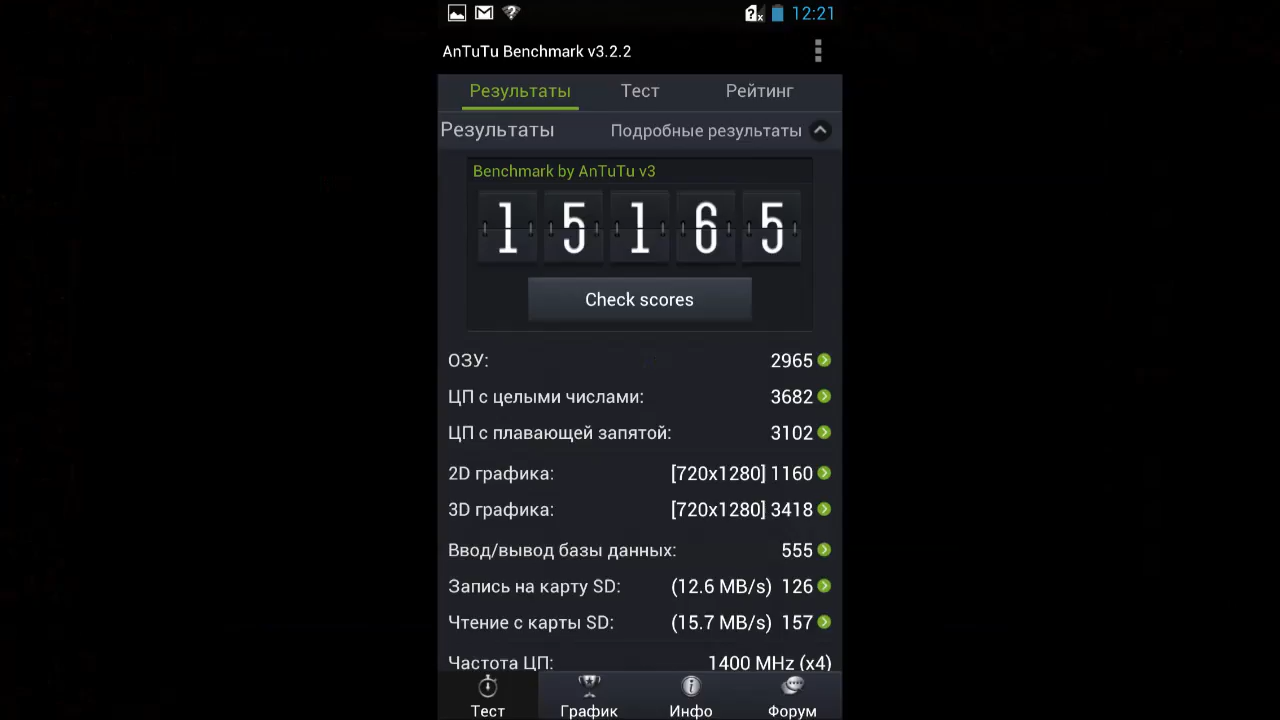 12:21
AnTuTu Benchmark v3.2.2
Результаты Тест Рейтинг
Результаты Подробные результаты
Benchmark by AnTuTu v3
15165
Check scores
ОЗУ: 2965
ЦП с целыми числами: 3682
ЦП с плавающей запятой: 3102
2D графика: [720x1280] 1160
3D графика: [720x1280] 3418
Ввод/вывод базы данных: 555
Запись на карту SD: (12.6 MB/s) 126
Чтение с карты SD: (15.7 MB/s) 157
Частота ЦП: 1400 MHz (x4)
Тест График Инфо Форум